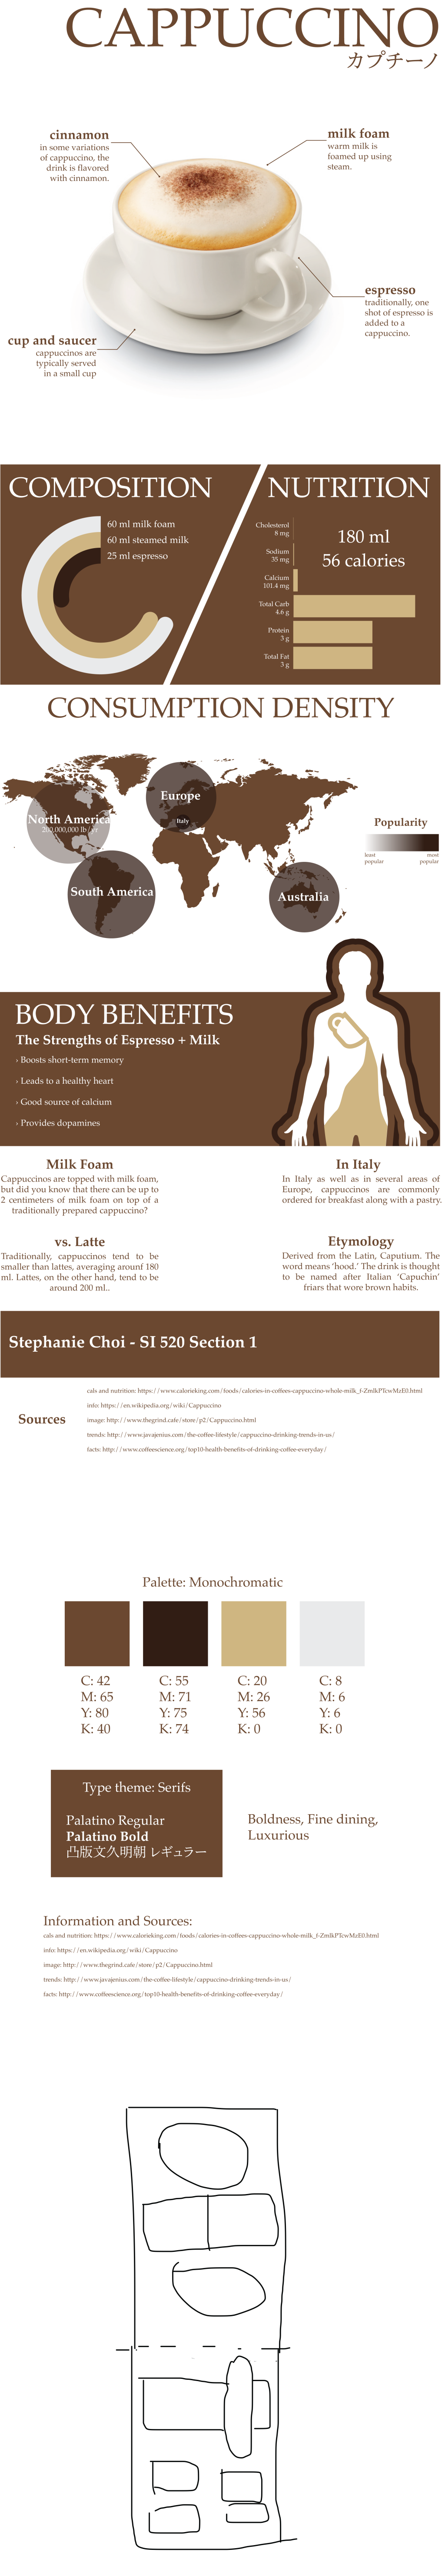 CAPPUCCINO
カプチーノ
cinnamon
in some variations
of cappuccino, the
drink is flavored
with cinnamon.
milk foam
warm milk is
foamed up using
steam.
espresso
traditionally, one
shot of espresso is
added to a
cappuccino.
cup and saucer
cappuccinos are
typically served
in a small cup
COMPOSITION
60 ml milk foam
60 ml steamed milk
25 ml espresso
NUTRITION
180 ml
56 calories
Cholesterol
8 mg
Sodium
35 mg
Calcium
101.4 mg
Total Carb
4.6 g
Protein
3 g
Total Fat
3 g
CONSUMPTION DENSITY
North America
200,000,000 lb/yr
Europe
Italy
South America
Australia
Popularity
least
popular
most
popular
BODY BENEFITS
The Strengths of Espresso + Milk
› Boosts short-term memory
› Leads to a healthy heart
› Good source of calcium
› Provides dopamines
Milk Foam
Cappuccinos are topped with milk foam,
but did you know that there can be up to
2 centimeters of milk foam on top of a
traditionally prepared cappuccino?
In Italy
In Italy as well as in several areas of
Europe, cappuccinos are commonly
ordered for breakfast along with a pastry.
vs. Latte
Traditionally, cappuccinos tend to be
smaller than lattes, averaging arounf 180
ml. Lattes, on the other hand, tend to be
around 200 ml..
Etymology
Derived from the Latin, Caputium. The
word means ‘hood.’ The drink is thought
to be named after Italian ‘Capuchin’
friars that wore brown habits.
Stephanie Choi - SI 520 Section 1
Sources
cals and nutrition: https://www.calorieking.com/foods/calories-in-coffees-cappuccino-whole-milk_f-ZmlkPTcwMzE0.html
info: https://en.wikipedia.org/wiki/Cappuccino
image: http://www.thegrind.cafe/store/p2/Cappuccino.html
trends: http://www.javajenius.com/the-coffee-lifestyle/cappuccino-drinking-trends-in-us/
facts: http://www.coffeescience.org/top10-health-benefits-of-drinking-coffee-everyday/
Palette: Monochromatic
C: 42
M: 65
Y: 80
K: 40
C: 55
M: 71
Y: 75
K: 74
C: 20
M: 26
Y: 56
K: 0
C: 8
M: 6
Y: 6
K: 0
Type theme: Serifs
Palatino Regular
Palatino Bold
凸版文久明朝 レギュラー
Boldness, Fine dining,
Luxurious
Information and Sources:
cals and nutrition: https://www.calorieking.com/foods/calories-in-coffees-cappuccino-whole-milk_f-ZmlkPTcwMzE0.html
info: https://en.wikipedia.org/wiki/Cappuccino
image: http://www.thegrind.cafe/store/p2/Cappuccino.html
trends: http://www.javajenius.com/the-coffee-lifestyle/cappuccino-drinking-trends-in-us/
facts: http://www.coffeescience.org/top10-health-benefits-of-drinking-coffee-everyday/